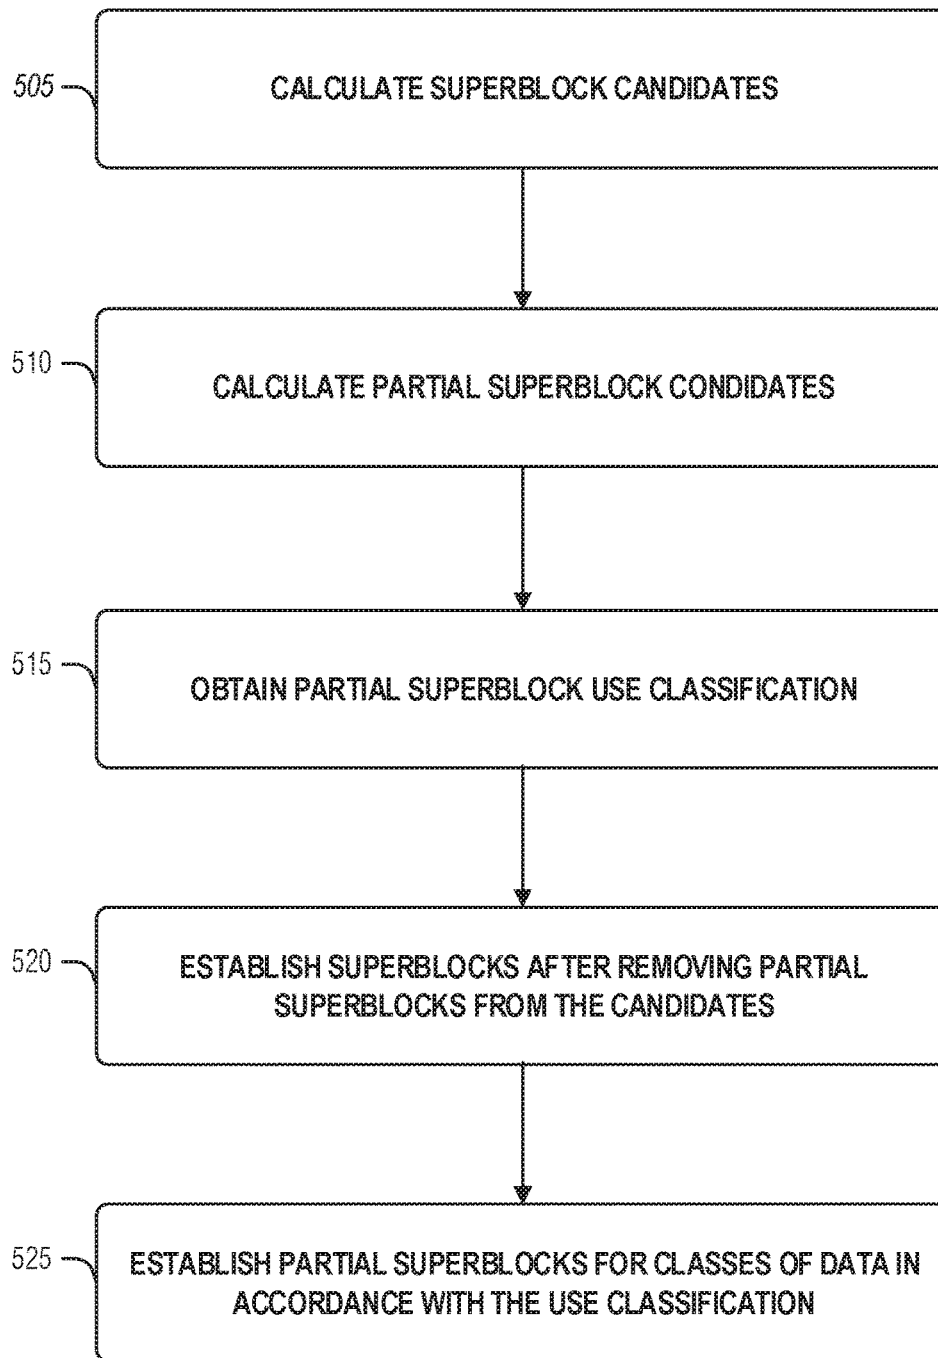 505
CALCULATE SUPERBLOCK CANDIDATES
510
CALCULATE PARTIAL SUPERBLOCK CONDIDATES
515
OBTAIN PARTIAL SUPERBLOCK USE CLASSIFICATION
520
ESTABLISH SUPERBLOCKS AFTER REMOVING PARTIAL
SUPERBLOCKS FROM THE CANDIDATES
525
ESTABLISH PARTIAL SUPERBLOCKS FOR CLASSES OF DATA IN
ACCORDANCE WITH THE USE CLASSIFICATION